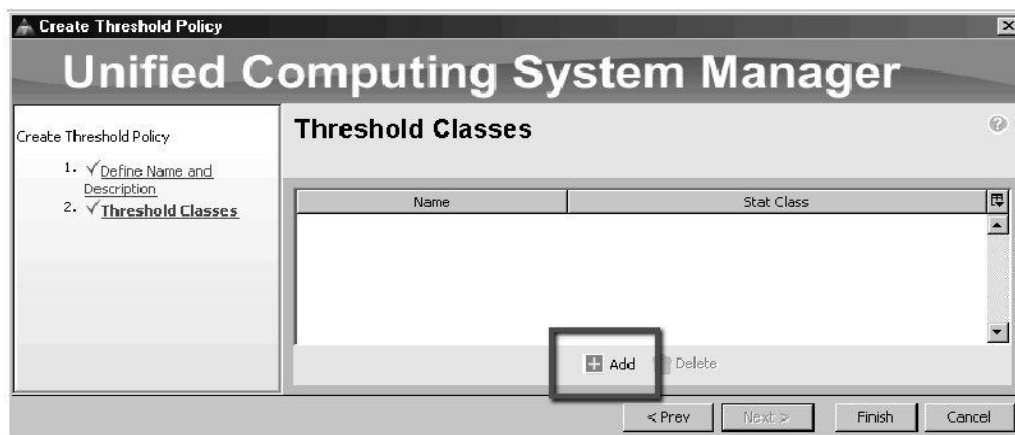 Create Threshold Policy
Unified Computing System Manager
Create Threshold Policy
1. √Define Name and
Description
2. √Threshold Classes
Threshold Classes
?
Name
Stat Class
+ Add
Delete
< Prev
Next >
Finish
Cancel